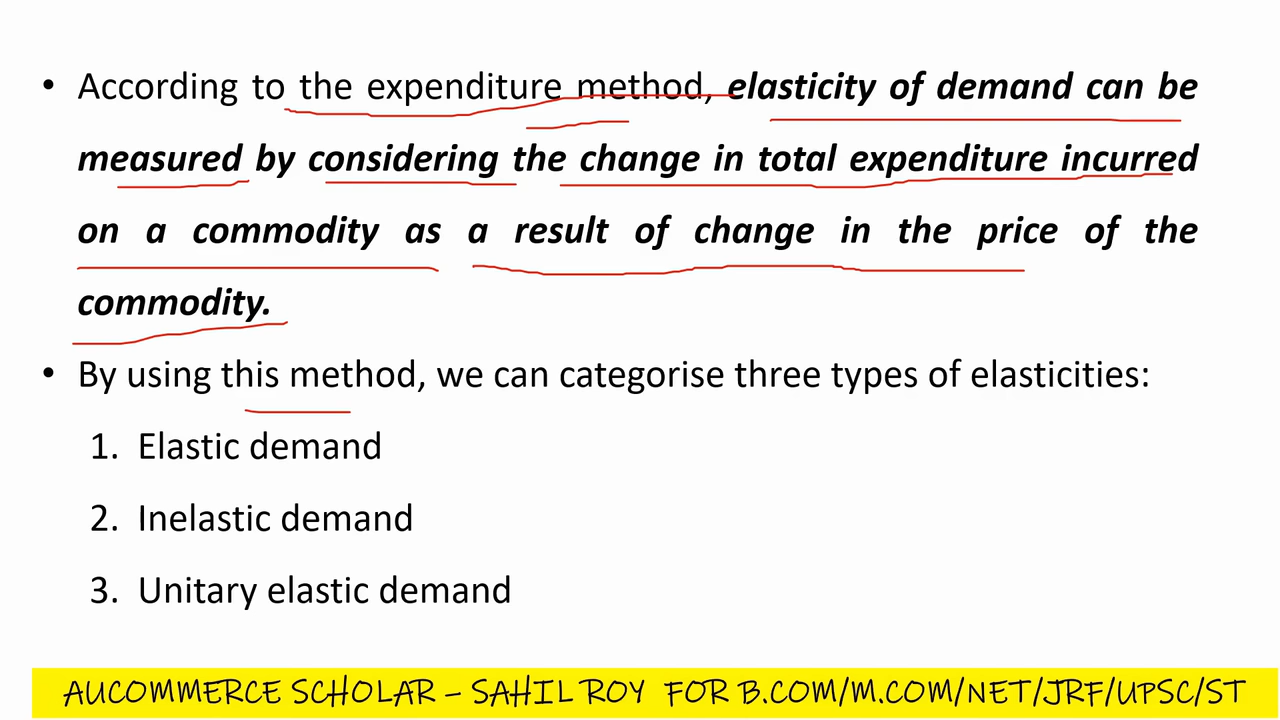 • According to the expenditure method, elasticity of demand can be
measured by considering the change in total expenditure incurred
on a commodity as a result of change in the price of the
commodity.
• By using this method, we can categorise three types of elasticities:
1. Elastic demand
2. Inelastic demand
3. Unitary elastic demand
AUCOMMERCE SCHOLAR – SAHIL ROY FOR B.COM/M.COM/NET/JRF/UPSC/ST